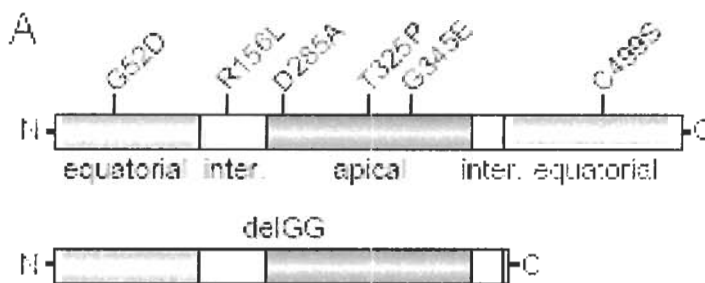 A
G52D R156L D285A T325P G345E C499S
N C
equatorial inter. apical inter. equatorial
delGG
N C